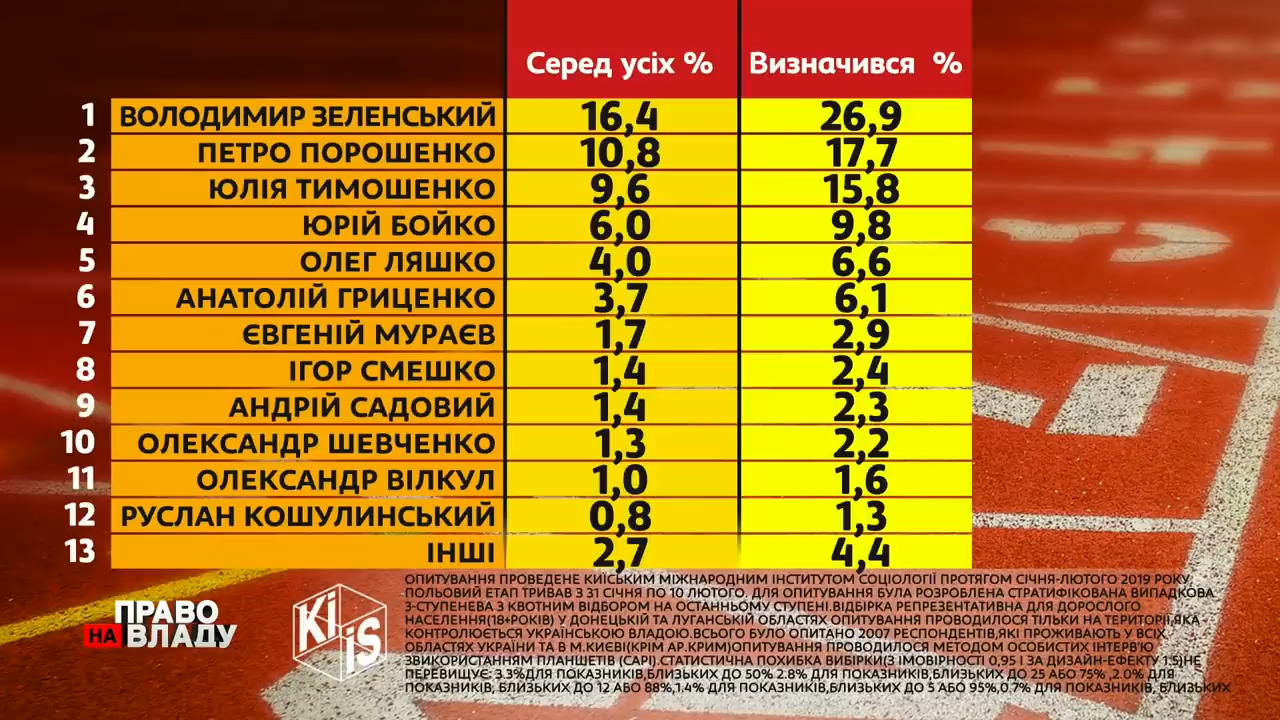 Серед усіх % Визначився %
1 ВОЛОДИМИР ЗЕЛЕНСЬКИЙ 16,4 26,9
2 ПЕТРО ПОРОШЕНКО 10,8 17,7
3 ЮЛІЯ ТИМОШЕНКО 9,6 15,8
4 ЮРІЙ БОЙКО 6,0 9,8
5 ОЛЕГ ЛЯШКО 4,0 6,6
6 АНАТОЛІЙ ГРИЦЕНКО 3,7 6,1
7 ЄВГЕНІЙ МУРАЄВ 1,7 2,9
8 ІГОР СМЕШКО 1,4 2,4
9 АНДРІЙ САДОВИЙ 1,4 2,3
10 ОЛЕКСАНДР ШЕВЧЕНКО 1,3 2,2
11 ОЛЕКСАНДР ВІЛКУЛ 1,0 1,6
12 РУСЛАН КОШУЛИНСЬКИЙ 0,8 1,3
13 ІНШІ 2,7 4,4
ПРАВО
НА ВЛАДУ
KIIS
ОПИТУВАННЯ ПРОВЕДЕНЕ КИЇСЬКИМ МІЖНАРОДНИМ ІНСТИТУТОМ СОЦІОЛОГІЇ ПРОТЯГОМ СІЧНЯ-ЛЮТОГО 2019 РОКУ.
ПОЛЬОВИЙ ЕТАП ТРИВАВ З 31 СІЧНЯ ПО 10 ЛЮТОГО. ДЛЯ ОПИТУВАННЯ БУЛА РОЗРОБЛЕНА СТРАТИФІКОВАНА ВИПАДКОВА
3-СТУПЕНЕВА З КВОТНИМ ВІДБОРОМ НА ОСТАННЬОМУ СТУПЕНІ.ВІДБІРКА РЕПРЕЗЕНТАТИВНА ДЛЯ ДОРОСЛОГО
НАСЕЛЕННЯ(18+РОКІВ) У ДОНЕЦЬКІЙ ТА ЛУГАНСЬКІЙ ОБЛАСТЯХ ОПИТУВАННЯ ПРОВОДИЛОСЯ ТІЛЬКИ НА ТЕРИТОРІЇ,ЯКА
КОНТРОЛЮЄТЬСЯ УКРАЇНСЬКОЮ ВЛАДОЮ.ВСЬОГО БУЛО ОПИТАНО 2007 РЕСПОНДЕНТІВ,ЯКІ ПРОЖИВАЮТЬ У ВСІХ
ОБЛАСТЯХ УКРАЇНИ ТА В М.КИЄВІ(КРІМ АР.КРИМ)ОПИТУВАННЯ ПРОВОДИЛОСЯ МЕТОДОМ ОСОБИСТИХ ІНТЕРВ'Ю
ЗВИКОРИСТАННЯМ ПЛАНШЕТІВ (CAPI).СТАТИСТИЧНА ПОХИБКА ВИБІРКИ(З ІМОВІРНОСТІ 0,95 І ЗА ДИЗАЙН-ЕФЕКТУ 1.5)НЕ
ПЕРЕВИЩУЄ: 3.3%ДЛЯ ПОКАЗНИКІВ,БЛИЗЬКИХ ДО 50% 2.8% ДЛЯ ПОКАЗНИКІВ,БЛИЗЬКИХ ДО 25 АБО 75% ,2.0% ДЛЯ
ПОКАЗНИКІВ, БЛИЗЬКИХ ДО 12 АБО 88%,1.4% ДЛЯ ПОКАЗНИКІВ,БЛИЗЬКИХ ДО 5 АБО 95%,0.7% ДЛЯ ПОКАЗНИКІВ, БЛИЗЬКИХ